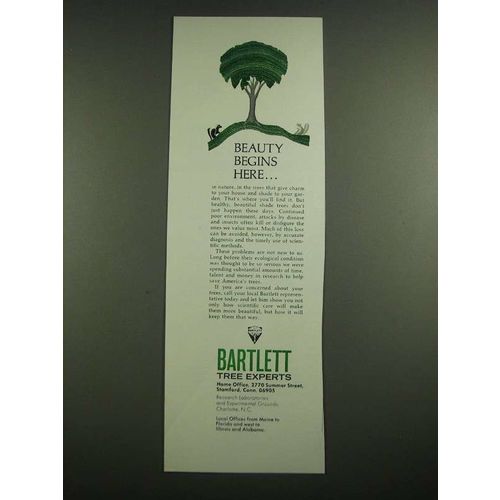 BEAUTY
BEGINS
HERE...
in nature, in the trees that give charm
to your house and shade to your gar-
den. That's where you'll find it. But
healthy, beautiful shade trees don't
just happen these days. Continued
poor environment, attacks by disease
and insects often kill or disfigure the
ones we value most. Much of this loss
can be avoided, however, by accurate
diagnosis and the timely use of scien-
tific methods.
These problems are not new to us.
Long before their ecological condition
was thought to be so serious we were
spending substantial amounts of time,
talent and money in research to help
save America's trees.
If you are concerned about your
trees, call your local Bartlett represen-
tative today and let him show you not
only how scientific care will make
them more beautiful, but how it will
keep them that way.
BARTLETT
TREE EXPERTS
Home Office, 2770 Summer Street,
Stamford, Conn. 06905
Research Laboratories
and Experimental Grounds
Charlotte, N.C.
Local Offices from Maine to
Florida and west to
Illinois and Alabama.